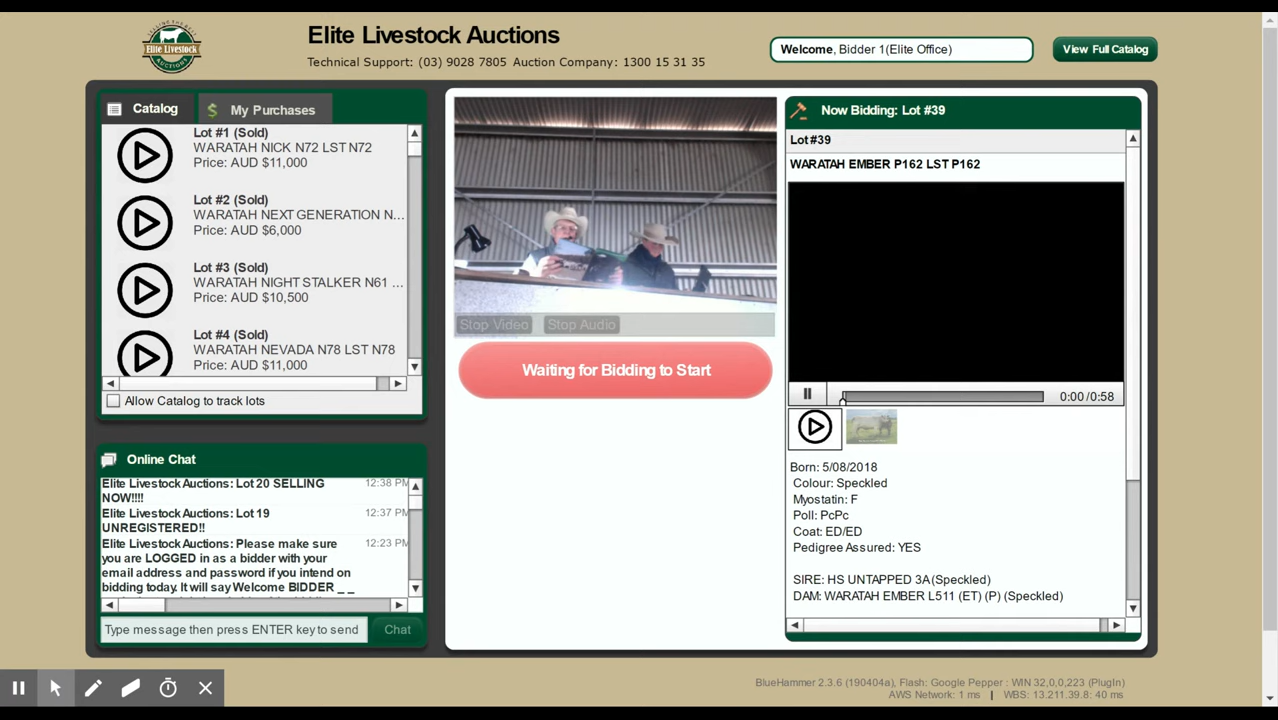 Elite Livestock
AUCTIONS
Elite Livestock Auctions
Technical Support: (03) 9028 7805 Auction Company: 1300 15 31 35
Welcome, Bidder 1(Elite Office)
View Full Catalog
Catalog
My Purchases
Lot #1 (Sold)
WARATAH NICK N72 LST N72
Price: AUD $11,000
Lot #2 (Sold)
WARATAH NEXT GENERATION N...
Price: AUD $6,000
Lot #3 (Sold)
WARATAH NIGHT STALKER N61 ...
Price: AUD $10,500
Lot #4 (Sold)
WARATAH NEVADA N78 LST N78
Price: AUD $11,000
Allow Catalog to track lots
Online Chat
Elite Livestock Auctions: Lot 20 SELLING 12:38 PM
NOW!!!!
Elite Livestock Auctions: Lot 19 12:37 PM
UNREGISTERED!!
Elite Livestock Auctions: Please make sure 12:23 PM
you are LOGGED in as a bidder with your
email address and password if you intend on
bidding today. It will say Welcome BIDDER _ _
Type message then press ENTER key to send
Chat
Stop Video
Stop Audio
Waiting for Bidding to Start
Now Bidding: Lot #39
Lot #39
WARATAH EMBER P162 LST P162
0:00 / 0:58
Born: 5/08/2018
Colour: Speckled
Myostatin: F
Poll: PcPc
Coat: ED/ED
Pedigree Assured: YES
SIRE: HS UNTAPPED 3A (Speckled)
DAM: WARATAH EMBER L511 (ET) (P) (Speckled)
BlueHammer 2.3.6 (190404a), Flash: Google Pepper : WIN 32,0,0,223 (PlugIn)
AWS Network: 1 ms | WBS: 13.211.39.8: 40 ms